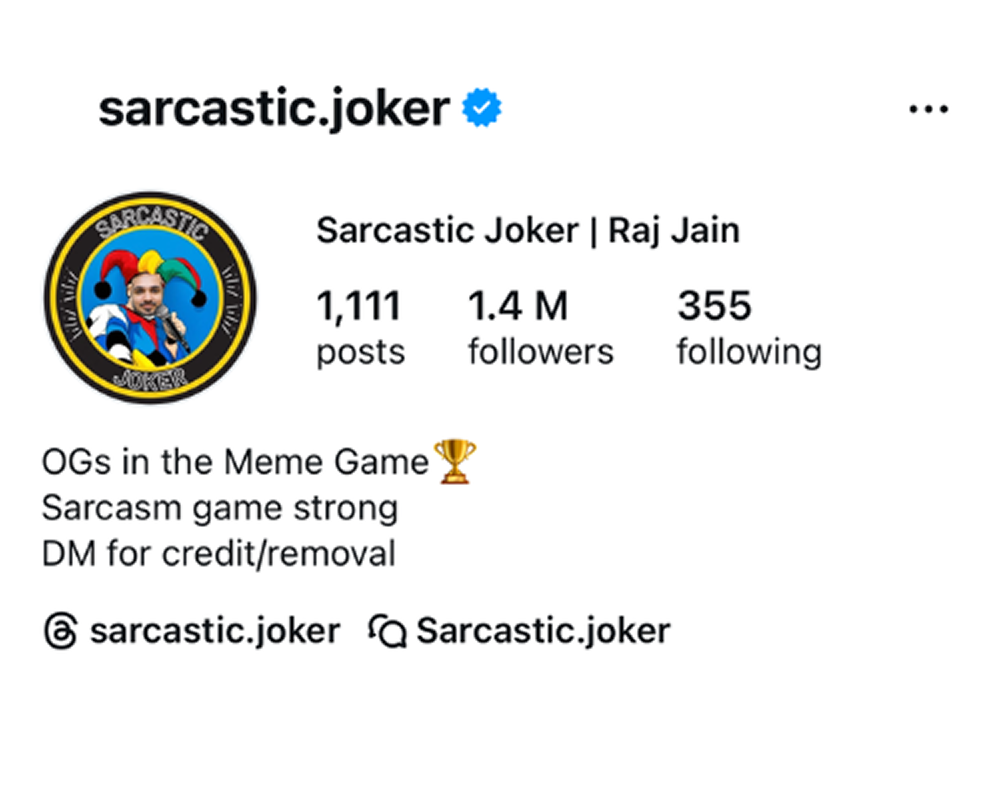 sarcastic.joker
SARCASTIC
JOKER
Sarcastic Joker | Raj Jain
1,111 1.4 M 355
posts followers following
OGs in the Meme Game🏆
Sarcasm game strong
DM for credit/removal
sarcastic.joker Sarcastic.joker